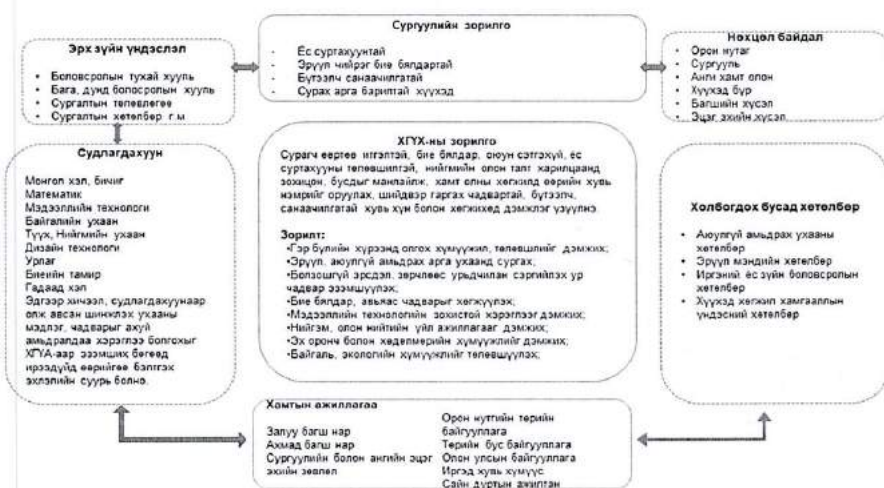 Эрх зүйн үндэслэл
• Боловсролын тухай хууль
• Бага, дунд боловсролын хууль
• Сургалтын төлөвлөгөө
• Сургалтын хөтөлбөр г.м
Сургуулийн зорилго
- Ёс суртахуунтай
- Эрүүл чийрэг бие бялдартай
- Бүтээлч санаачилгатай
- Сурах арга барилтай хүүхэд
Нөхцөл байдал
• Орон нутаг
• Сургууль
• Анги хамт олон
• Хүүхэд бүр
• Багшийн хүсэл
• Эцэг эхийн хүсэл
Судлагдахуун
Монгол хэл, бичиг
Математик
Мэдээллийн технологи
Байгалийн ухаан
Түүх, Нийгмийн ухаан
Дизайн технологи
Урлаг
Биеийн тамир
Гадаад хэл
Эдгээр хичээл, судлагдахуунаар
олж авсан шинжлэх ухааны
мэдлэг, чадварыг ахуй
амьдралдаа хэрэглээ болгохыг
ХГҮА-аар эзэмших бөгөөд
ирээдүйд өөрийгөө бэлтгэх
эхлэлийн суурь болно.
ХГҮХ-ны зорилго
Сурагч өөртөө итгэлтэй, бие бялдар, оюун сэтгэхүй, ёс
суртахууны төлөвшилтэй, нийгмийн олон талт харилцаанд
зохицон, бусдыг манлайлж, хамт олны хөгжилд өөрийн хувь
нэмрийг оруулах, шийдвэр гаргах чадвартай, бүтээлч,
санаачилгатай хувь хүн болон хөгжихөд дэмжлэг үзүүлнэ.
Зорилт:
•Гэр бүлийн хүрээнд олгох хүмүүжил, төлөвшлийг дэмжих;
•Эрүүл, аюулгүй амьдрах арга ухаанд сургах;
•Болзошгүй эрсдэл, зөрчлөөс урьдчилан сэргийлэх ур
чадвар эзэмшүүлэх;
•Бие бялдар, авьяас чадварыг хөгжүүлэх;
•Мэдээллийн технологийн зохистой хэрэглээг дэмжих;
•Нийгэм, олон нийтийн үйл ажиллагааг дэмжих;
•Эх оронч болон хөдөлмөрийн хүмүүжлийг дэмжих;
•Байгаль, экологийн хүмүүжлийг төлөвшүүлэх;
Холбогдох бусад хөтөлбөр
• Аюулгүй амьдрах ухааны
хөтөлбөр
• Эрүүл мэндийн хөтөлбөр
• Иргэний ёс зүйн боловсролын
хөтөлбөр
• Хүүхэд хөгжил хамгааллын
үндэсний хөтөлбөр
Хамтын ажиллагаа
Залуу багш нар
Ахмад багш нар
Сургуулийн болон ангийн эцэг
эхийн зөвлөл
Орон нутгийн төрийн
байгууллага
Төрийн бус байгууллага
Олон улсын байгууллага
Иргэд хувь хүмүүс
Сайн дурын ажилтан